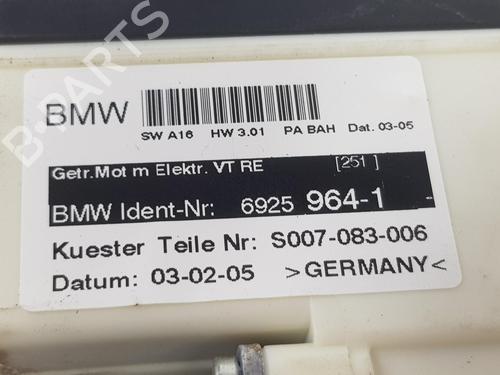 BMW
SW A16 HW 3.01 PA BAH Dat. 03-05
Getr.Mot m Elektr. VT RE [251 ]
BMW Ident-Nr: 6925 964-1
Kuester Teile Nr: S007-083-006
Datum: 03-02-05 >GERMANY<
B-PARTS